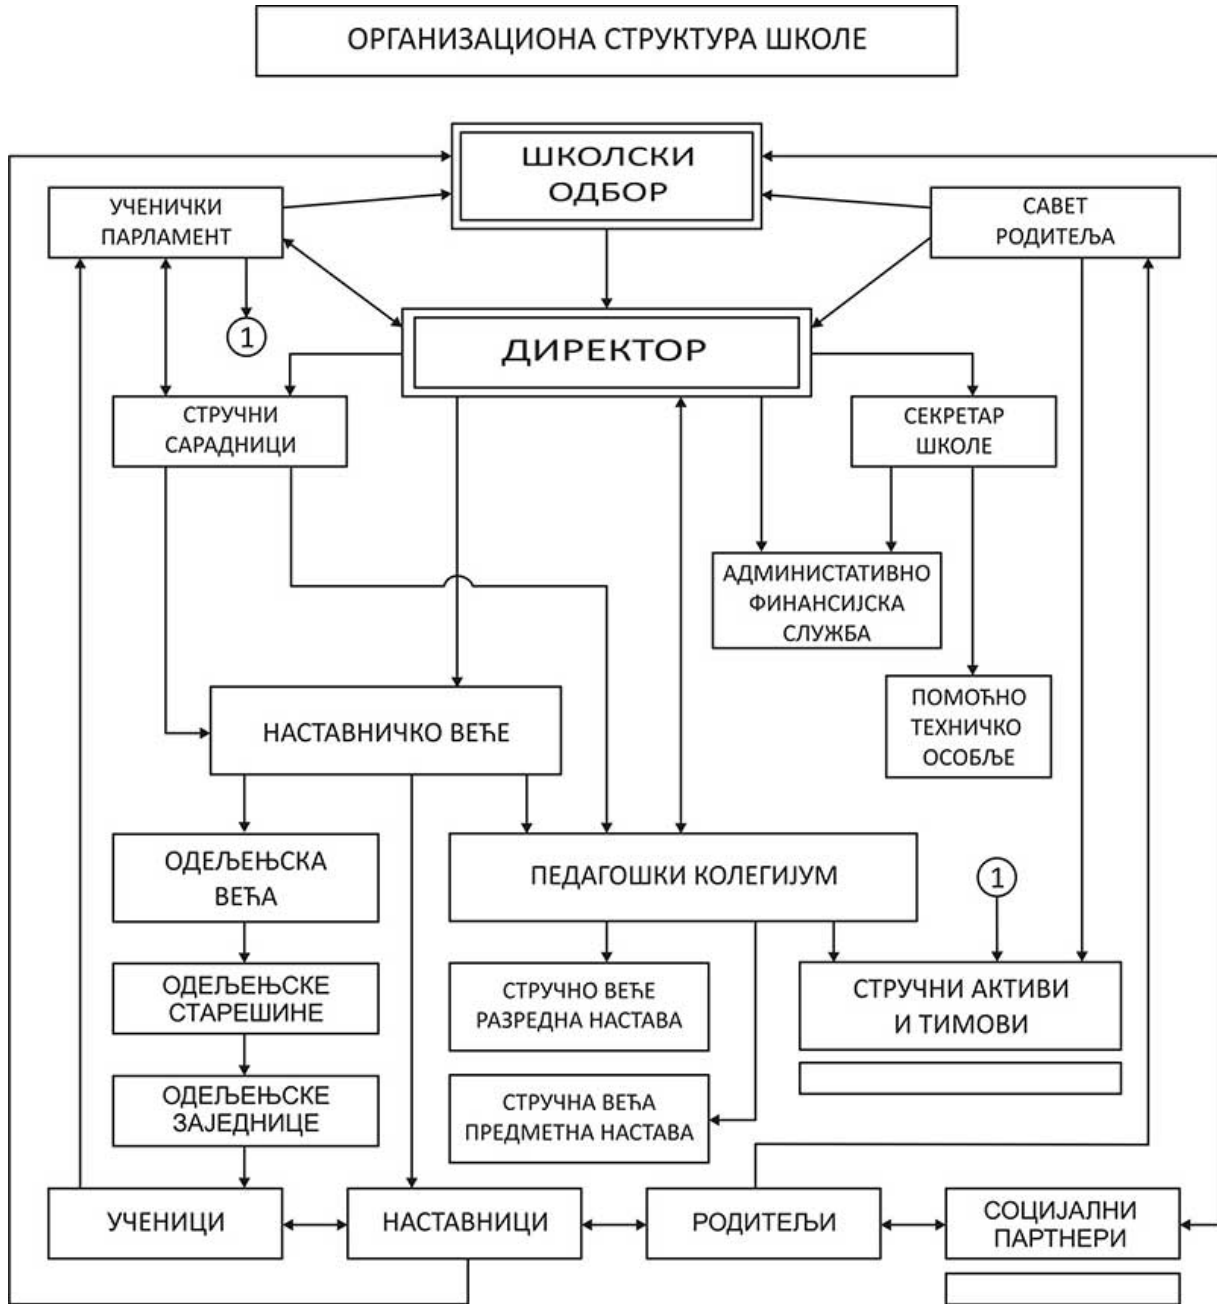 ОРГАНИЗАЦИОНА СТРУКТУРА ШКОЛЕ
ШКОЛСКИ
ОДБОР
УЧЕНИЧКИ
ПАРЛАМЕНТ
САВЕТ
РОДИТЕЉА
1
ДИРЕКТОР
СТРУЧНИ
САРАДНИЦИ
СЕКРЕТАР
ШКОЛЕ
АДМИНИСТАТИВНО
ФИНАНСИЈСКА
СЛУЖБА
НАСТАВНИЧКО ВЕЋЕ
ПОМОЋНО
ТЕХНИЧКО
ОСОБЉЕ
ОДЕЉЕЊСКА
ВЕЋА
ПЕДАГОШКИ КОЛЕГИЈУМ
1
ОДЕЉЕЊСКЕ
СТАРЕШИНЕ
СТРУЧНО ВЕЋЕ
РАЗРЕДНА НАСТАВА
СТРУЧНИ АКТИВИ
И ТИМОВИ
ОДЕЉЕЊСКЕ
ЗАЈЕДНИЦЕ
СТРУЧНА ВЕЋА
ПРЕДМЕТНА НАСТАВА
УЧЕНИЦИ
НАСТАВНИЦИ
РОДИТЕЉИ
СОЦИЈАЛНИ
ПАРТНЕРИ